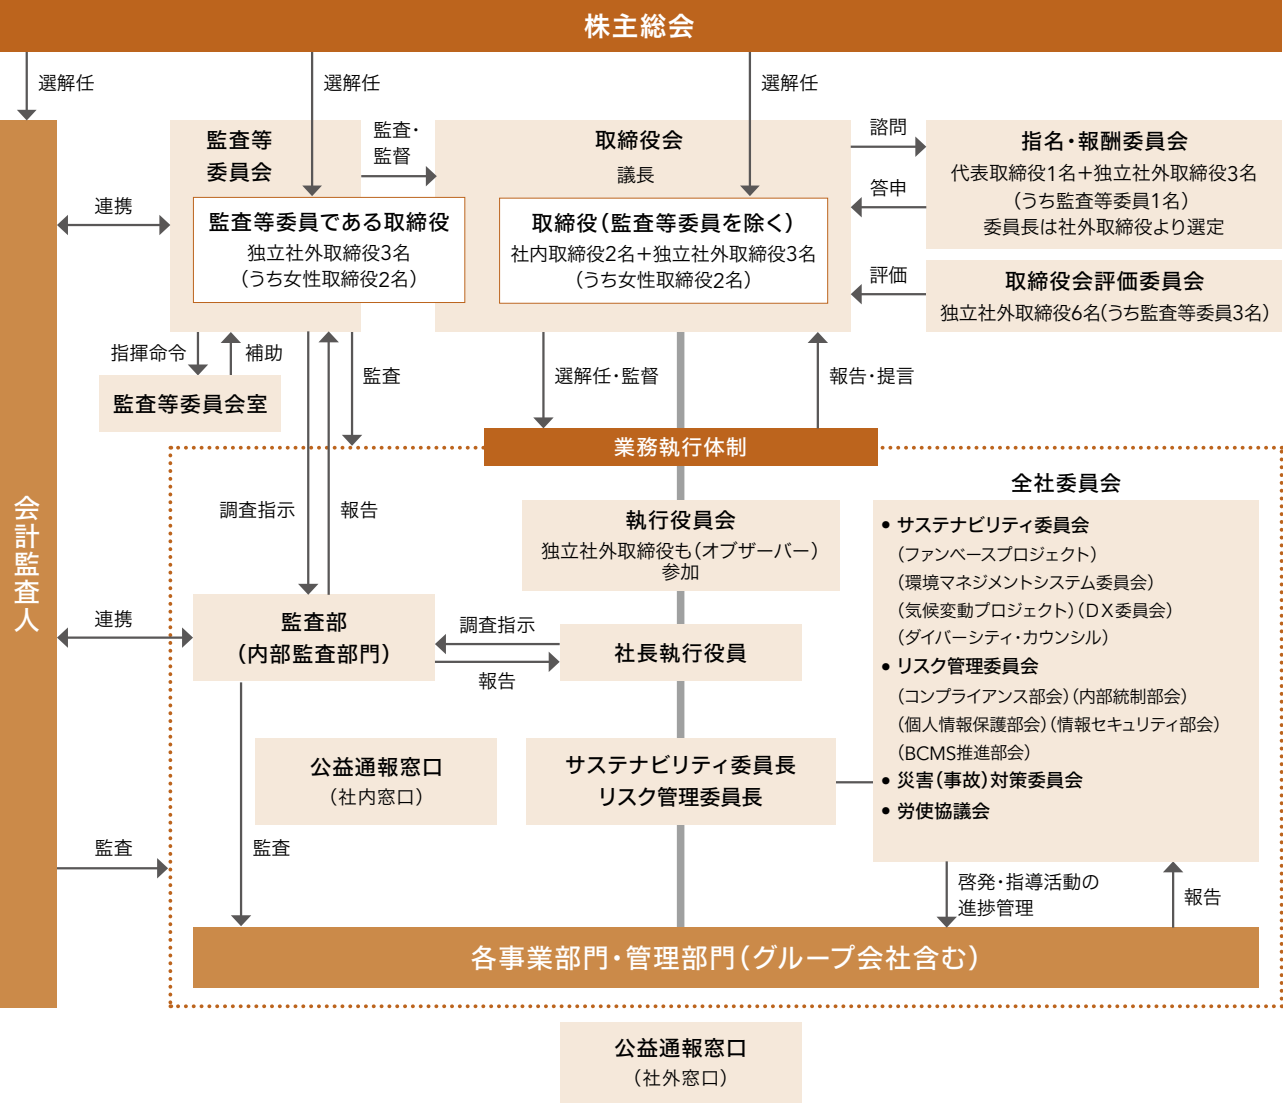 株主総会
選解任
選解任
選解任
監査等
委員会
監査・
監督
取締役会
議長
諮問
答申
評価
指名・報酬委員会
代表取締役1名＋独立社外取締役3名
（うち監査等委員1名）
委員長は社外取締役より選定
連携
監査等委員である取締役
独立社外取締役3名
（うち女性取締役2名）
取締役（監査等委員を除く）
社内取締役2名＋独立社外取締役3名
（うち女性取締役2名）
取締役会評価委員会
独立社外取締役6名（うち監査等委員3名）
指揮命令
補助
監査
選解任・監督
報告・提言
監査等委員会室
業務執行体制
会計監査人
調査指示
報告
執行役員会
独立社外取締役も（オブザーバー）
参加
全社委員会
• サステナビリティ委員会
（ファンベースプロジェクト）
（環境マネジメントシステム委員会）
（気候変動プロジェクト）（DX委員会）
（ダイバーシティ・カウンシル）
• リスク管理委員会
（コンプライアンス部会）（内部統制部会）
（個人情報保護部会）（情報セキュリティ部会）
（BCMS推進部会）
• 災害（事故）対策委員会
• 労使協議会
連携
監査部
（内部監査部門）
調査指示
報告
社長執行役員
公益通報窓口
（社内窓口）
サステナビリティ委員長
リスク管理委員長
監査
監査
啓発・指導活動の
進捗管理
報告
各事業部門・管理部門（グループ会社含む）
公益通報窓口
（社外窓口）